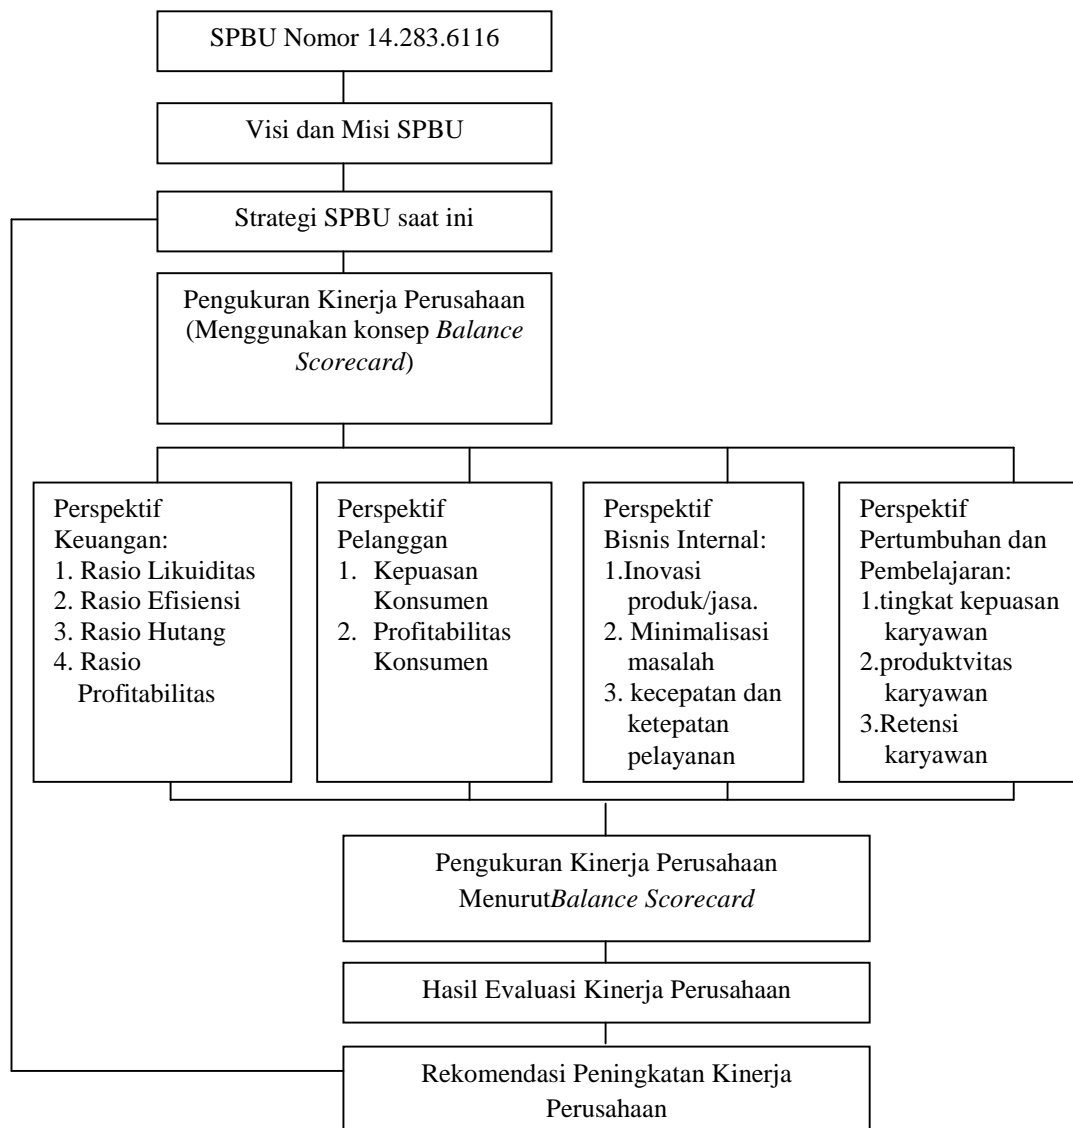 SPBU Nomor 14.283.6116
Visi dan Misi SPBU
Strategi SPBU saat ini
Pengukuran Kinerja Perusahaan
(Menggunakan konsep Balance
Scorecard)
Perspektif
Keuangan:
1. Rasio Likuiditas
2. Rasio Efisiensi
3. Rasio Hutang
4. Rasio
Profitabilitas
Perspektif
Pelanggan
1. Kepuasan
Konsumen
2. Profitabilitas
Konsumen
Perspektif
Bisnis Internal:
1.Inovasi
produk/jasa.
2. Minimalisasi
masalah
3. kecepatan dan
ketepatan
pelayanan
Perspektif
Pertumbuhan dan
Pembelajaran:
1.tingkat kepuasan
karyawan
2.produktvitas
karyawan
3.Retensi
karyawan
Pengukuran Kinerja Perusahaan
MenurutBalance Scorecard
Hasil Evaluasi Kinerja Perusahaan
Rekomendasi Peningkatan Kinerja
Perusahaan